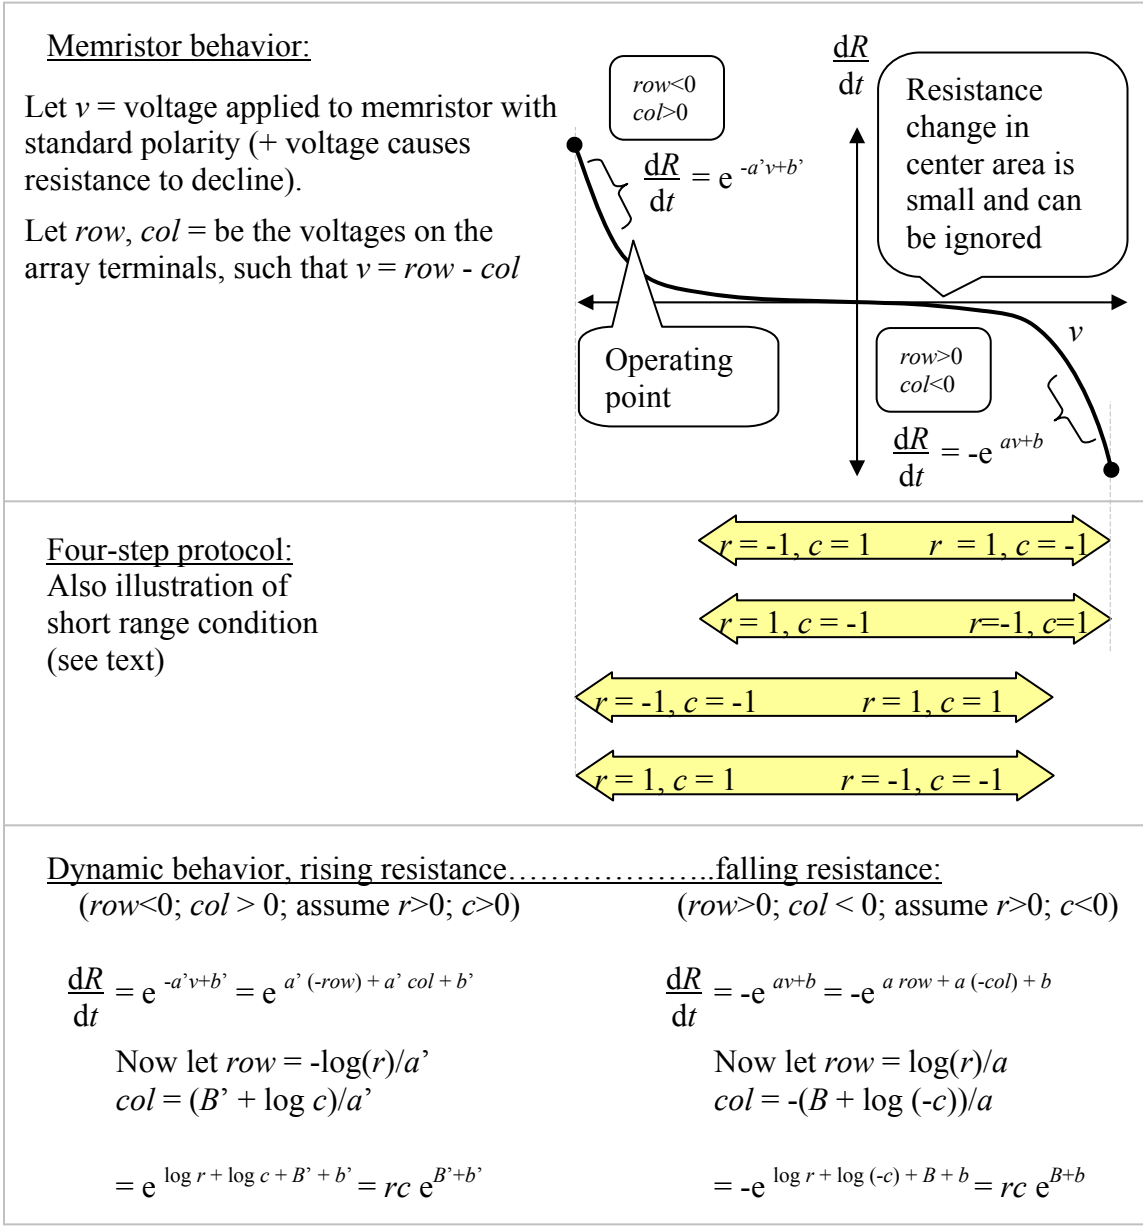 Memristor behavior:
Let v = voltage applied to memristor with
standard polarity (+ voltage causes
resistance to decline).
Let row, col = be the voltages on the
array terminals, such that v = row - col
row<0
col>0
dR
dt
Resistance
change in
center area is
small and can
be ignored
dR/dt = e^{-a’v+b’}
Operating
point
v
row>0
col<0
dR/dt = -e^{av+b}
Four-step protocol:
Also illustration of
short range condition
(see text)
r = -1, c = 1 r = 1, c = -1
r = 1, c = -1 r=-1, c=1
r = -1, c = -1 r = 1, c = 1
r = 1, c = 1 r = -1, c = -1
Dynamic behavior, rising resistance…………………..falling resistance:
(row<0; col > 0; assume r>0; c>0) (row>0; col < 0; assume r>0; c<0)
dR/dt = e^{-a’v+b’} = e^{a’ (-row) + a’ col + b’}
Now let row = -log(r)/a’
col = (B’ + log c)/a’
= e^{log r + log c + B’ + b’} = rc e^{B’+b’}
dR/dt = -e^{av+b} = -e^{a row + a (-col) + b}
Now let row = log(r)/a
col = -(B + log (-c))/a
= -e^{log r + log (-c) + B + b} = rc e^{B+b}